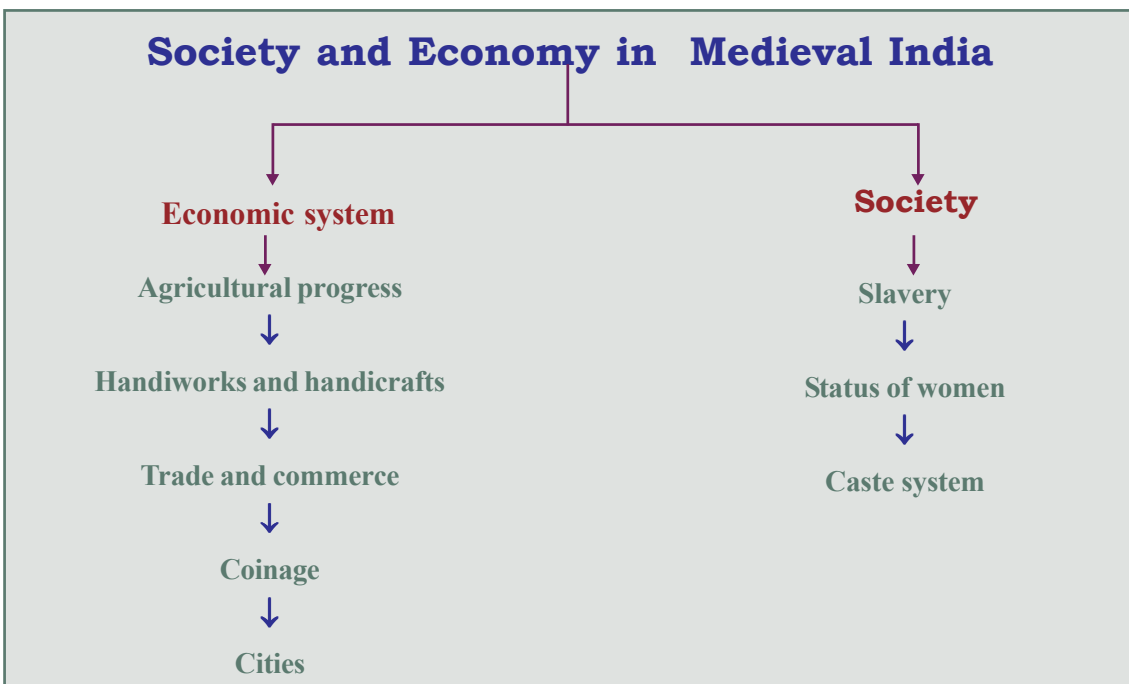 Society and Economy in Medieval India
Economic system
Agricultural progress
Handiworks and handicrafts
Trade and commerce
Coinage
Cities
Society
Slavery
Status of women
Caste system